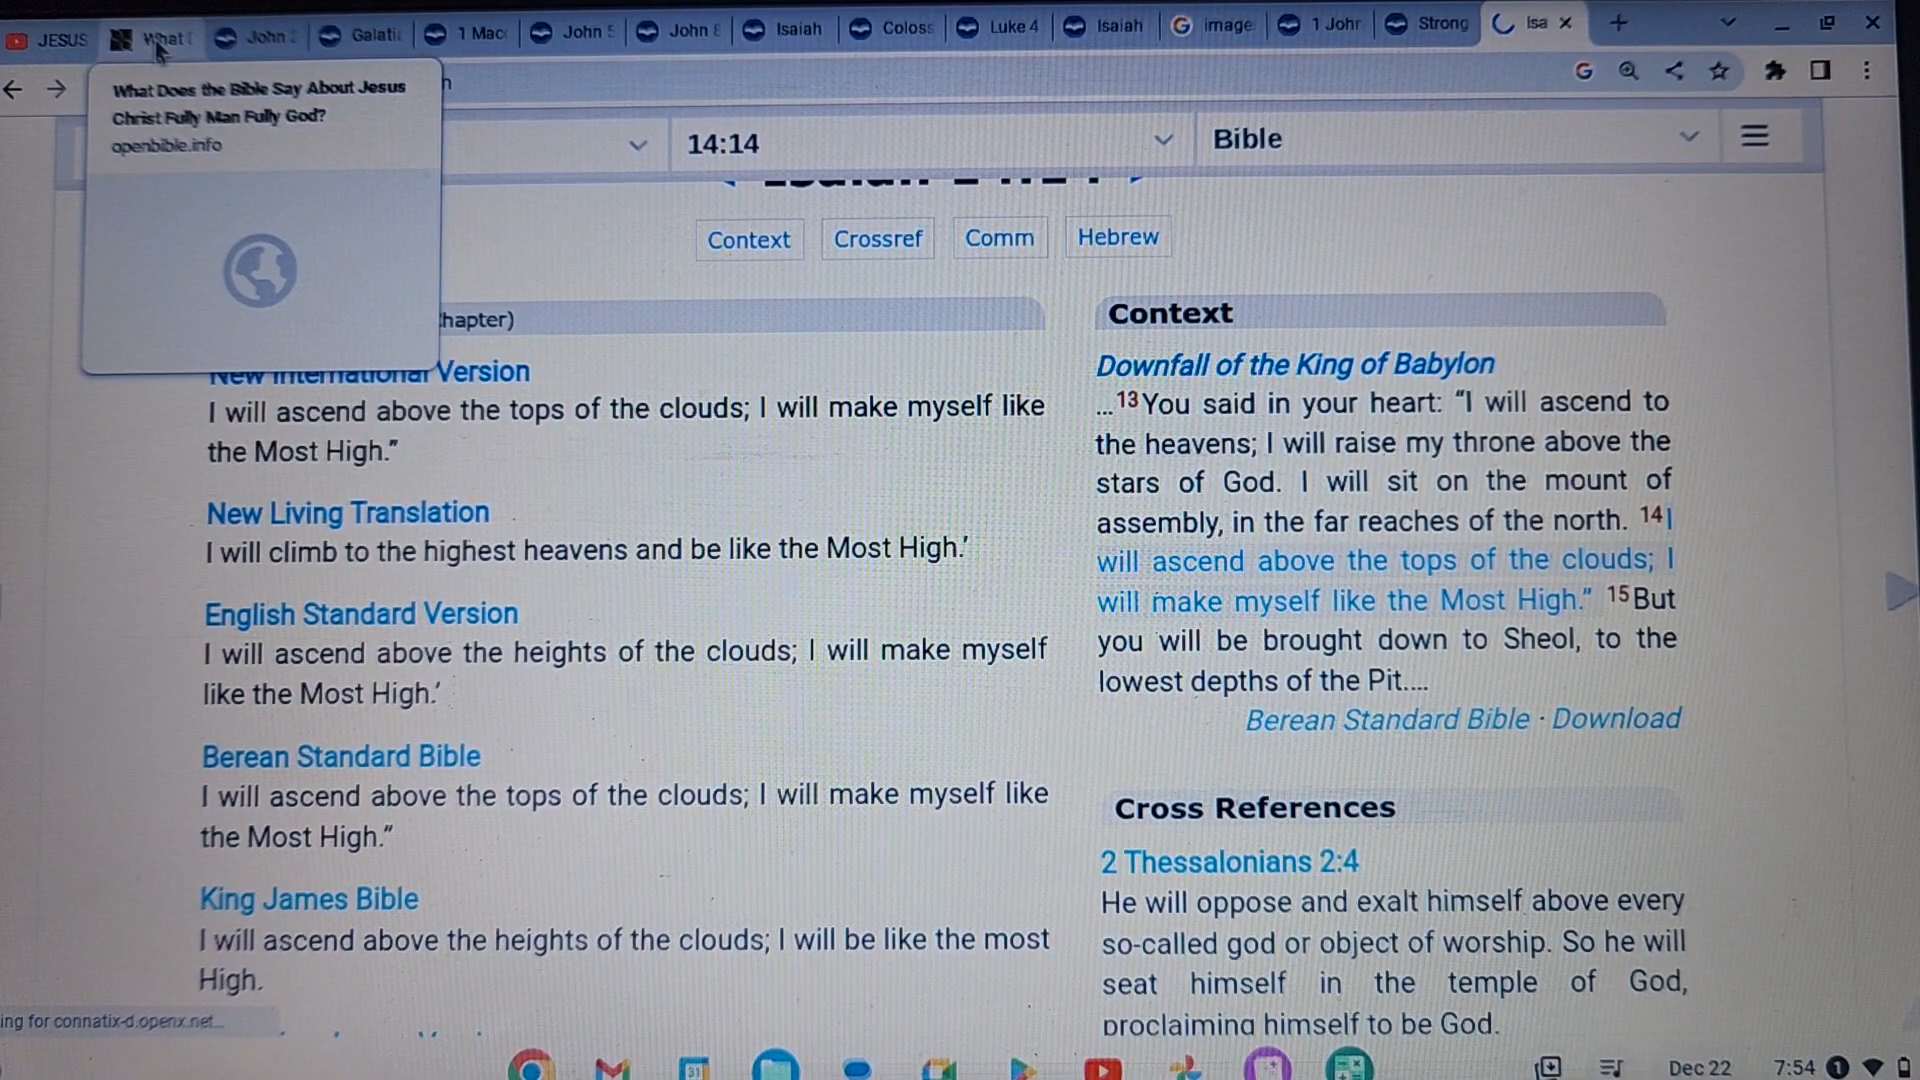 JESUS
What
John
Galati
1 Mac
John 5
John 8
Isaiah
Coloss
Luke 4
Isaiah
image
1 John
Strong
Isa
What Does the Bible Say About Jesus
Christ Fully Man Fully God?
openbible.info
14:14
Bible
Context
Crossref
Comm
Hebrew
hapter)
New International Version
I will ascend above the tops of the clouds; I will make myself like
the Most High.”
New Living Translation
I will climb to the highest heavens and be like the Most High.’
English Standard Version
I will ascend above the heights of the clouds; I will make myself
like the Most High.’
Berean Standard Bible
I will ascend above the tops of the clouds; I will make myself like
the Most High.”
King James Bible
I will ascend above the heights of the clouds; I will be like the most
High.
Context
Downfall of the King of Babylon
...13You said in your heart: “I will ascend to
the heavens; I will raise my throne above the
stars of God. I will sit on the mount of
assembly, in the far reaches of the north. 14I
will ascend above the tops of the clouds; I
will make myself like the Most High.” 15But
you will be brought down to Sheol, to the
lowest depths of the Pit....
Berean Standard Bible · Download
Cross References
2 Thessalonians 2:4
He will oppose and exalt himself above every
so-called god or object of worship. So he will
seat himself in the temple of God,
proclaiming himself to be God.
ing for connatix-d.openx.net...
31
Dec 22
7:54
1